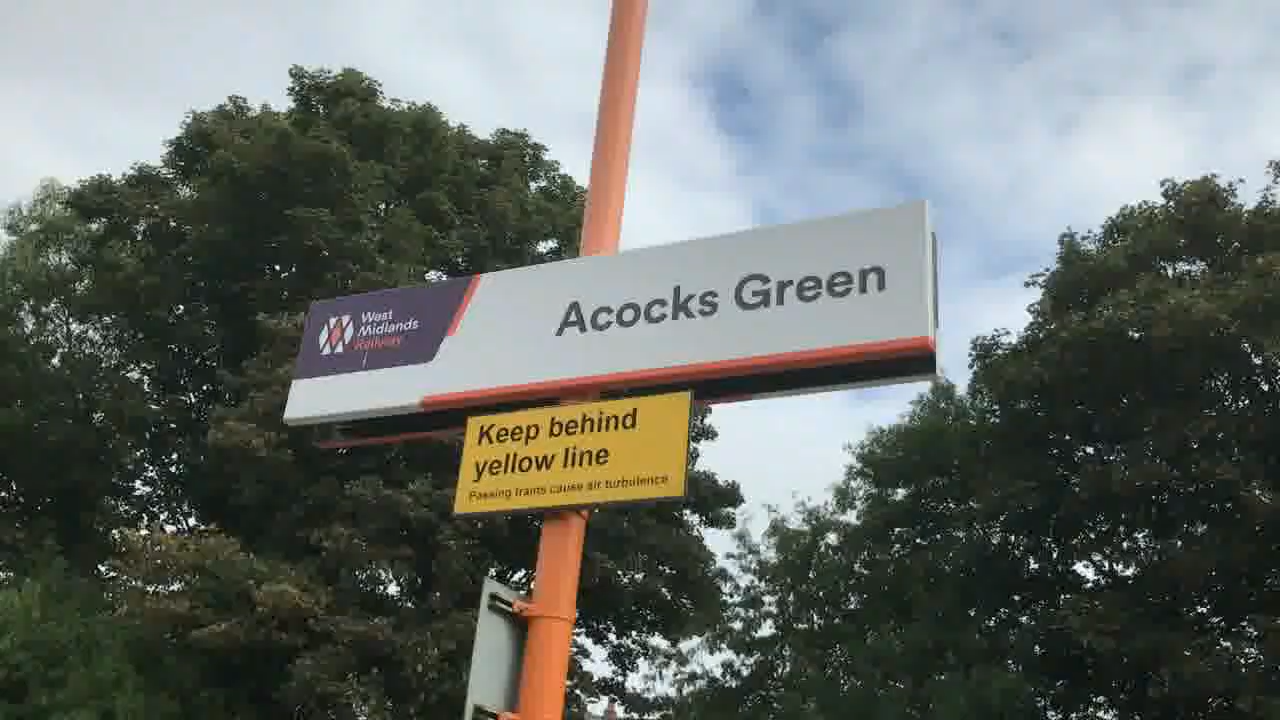 West
Midlands
Railway
Acocks Green
Keep behind
yellow line
Passing trains cause air turbulence